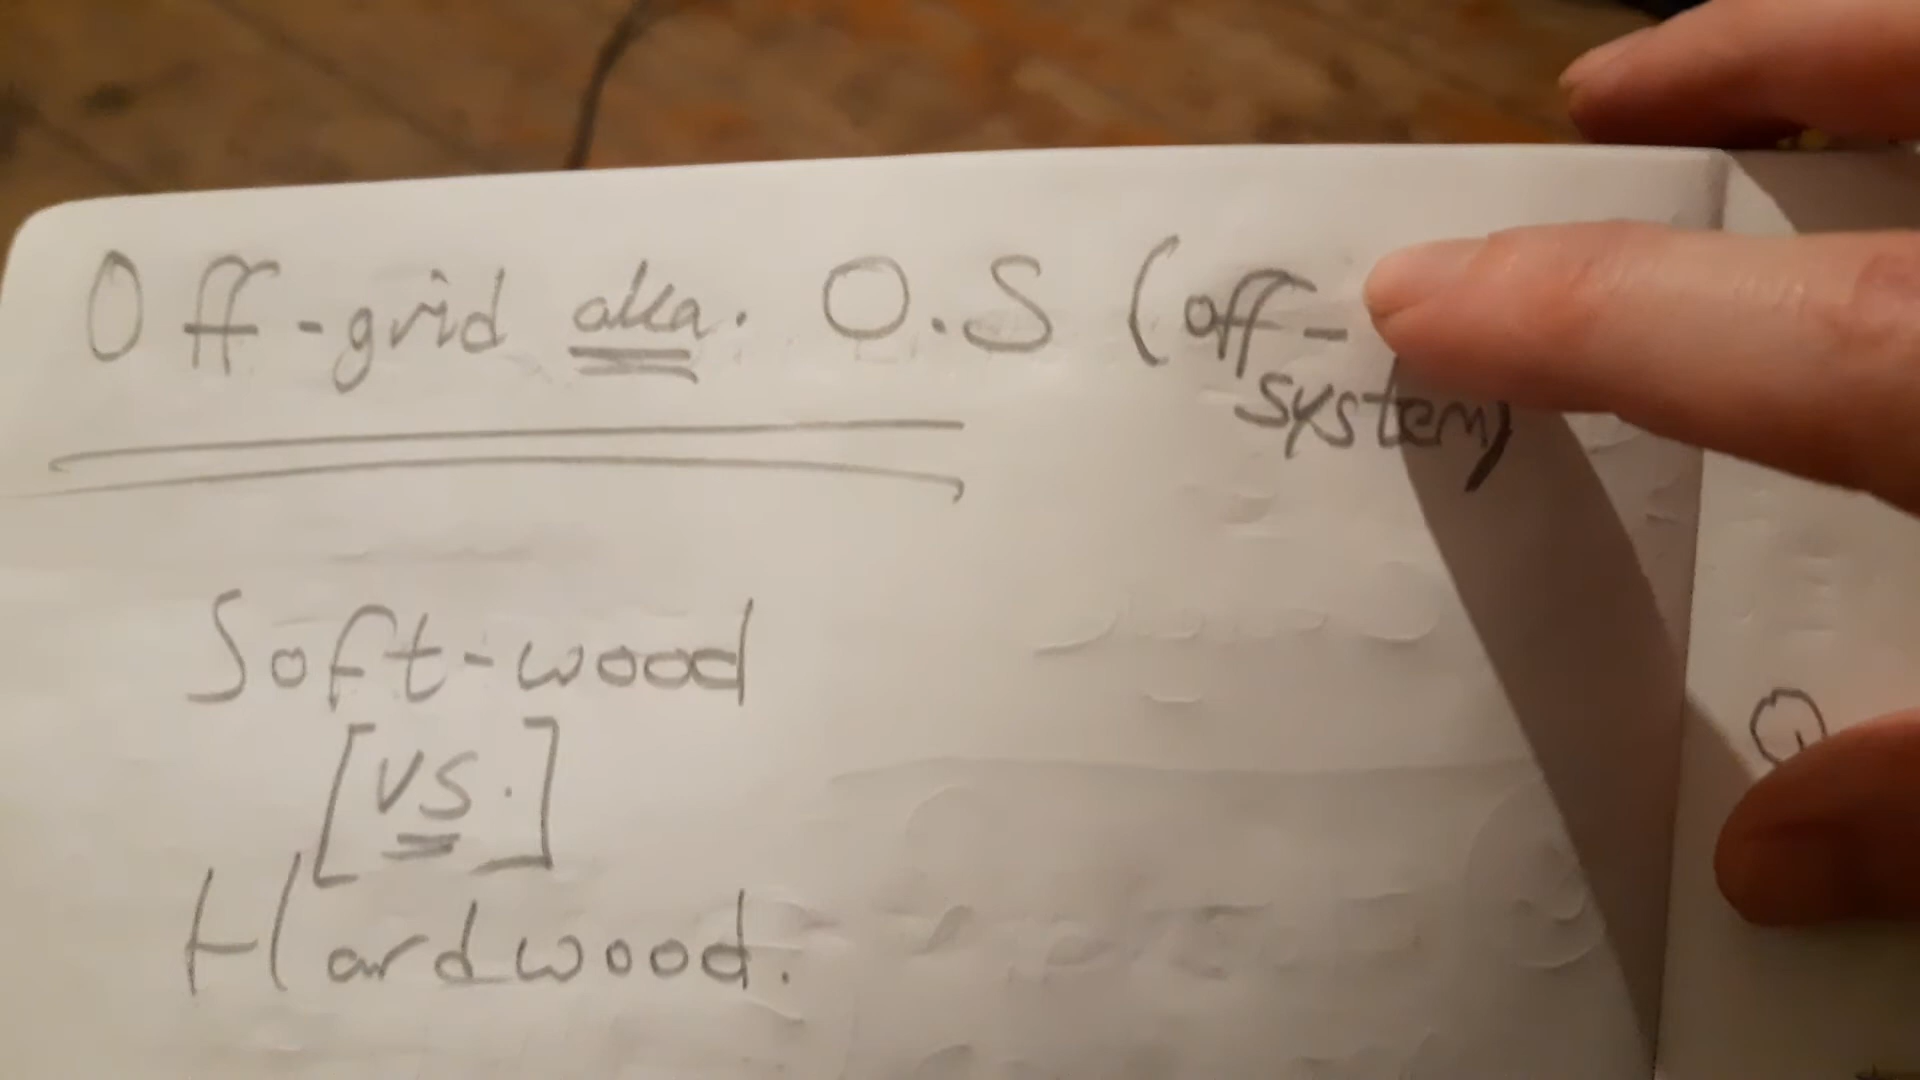 Off-grid aka. O.S (off-
system)
Soft-wood
[vs.]
Hardwood.